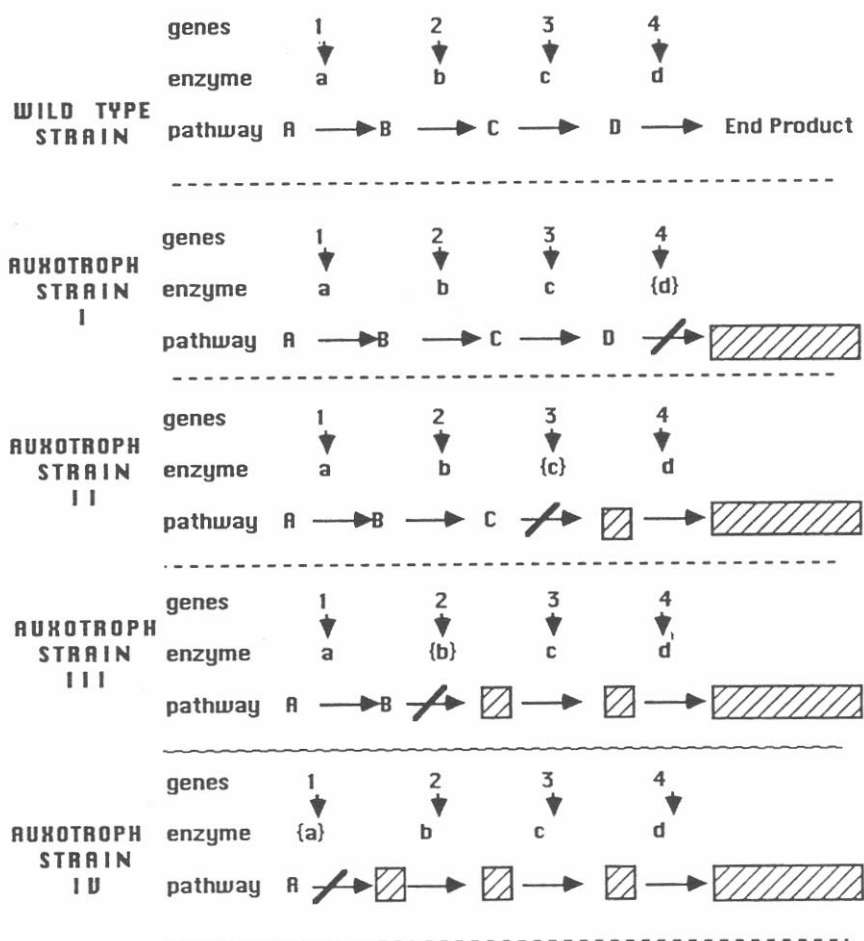 genes 1 2 3 4
enzyme a b c d
WILD TYPE
STRAIN
pathway A B C D End Product
genes 1 2 3 4
AUXOTROPH
STRAIN
I
enzyme a b c {d}
pathway A B C D
genes 1 2 3 4
AUXOTROPH
STRAIN
II
enzyme a b {c} d
pathway A B C
genes 1 2 3 4
AUXOTROPH
STRAIN
III
enzyme a {b} c d
pathway A B
genes 1 2 3 4
AUXOTROPH
STRAIN
IV
enzyme {a} b c d
pathway A